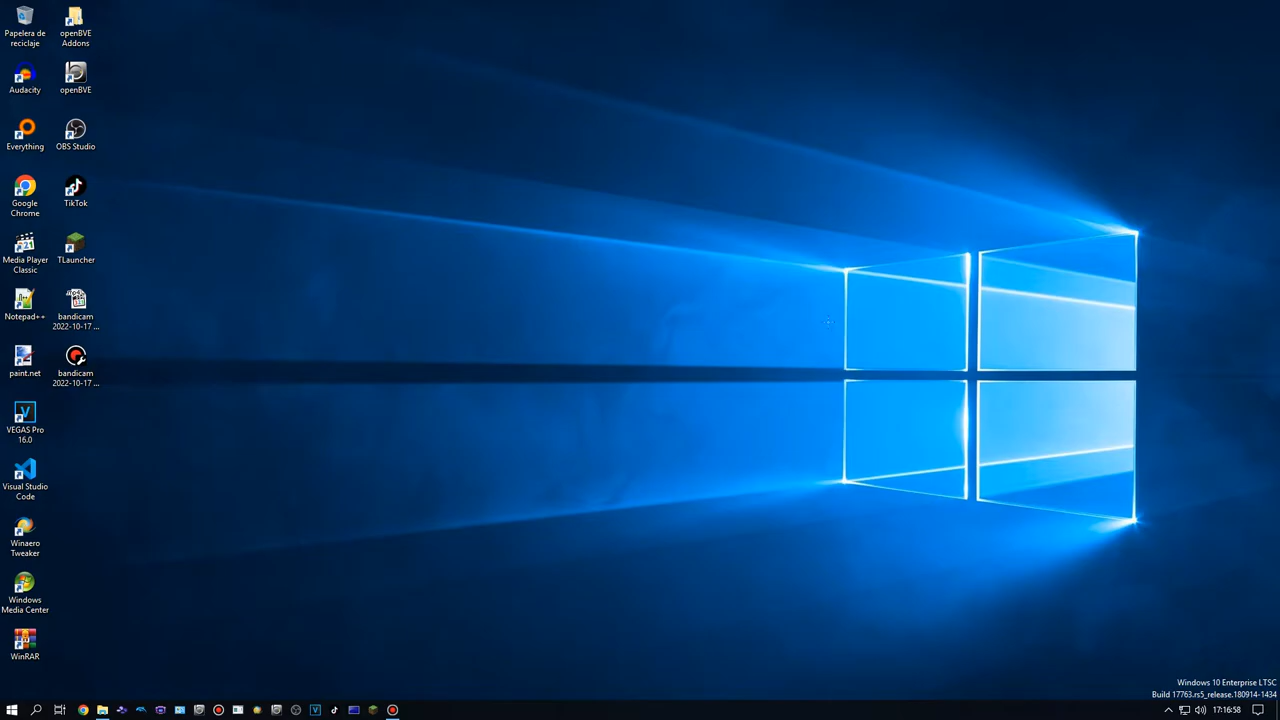 Papelera de
reciclaje
openBVE
Addons
Audacity
openBVE
Everything
OBS Studio
Google
Chrome
TikTok
Media Player
Classic
TLauncher
Notepad++
bandicam
2022-10-17 ...
paint.net
bandicam
2022-10-17 ...
VEGAS Pro
16.0
Visual Studio
Code
Winaero
Tweaker
Windows
Media Center
WinRAR
Windows 10 Enterprise LTSC
Build 17763.rs5_release.180914-1434
17:16:58